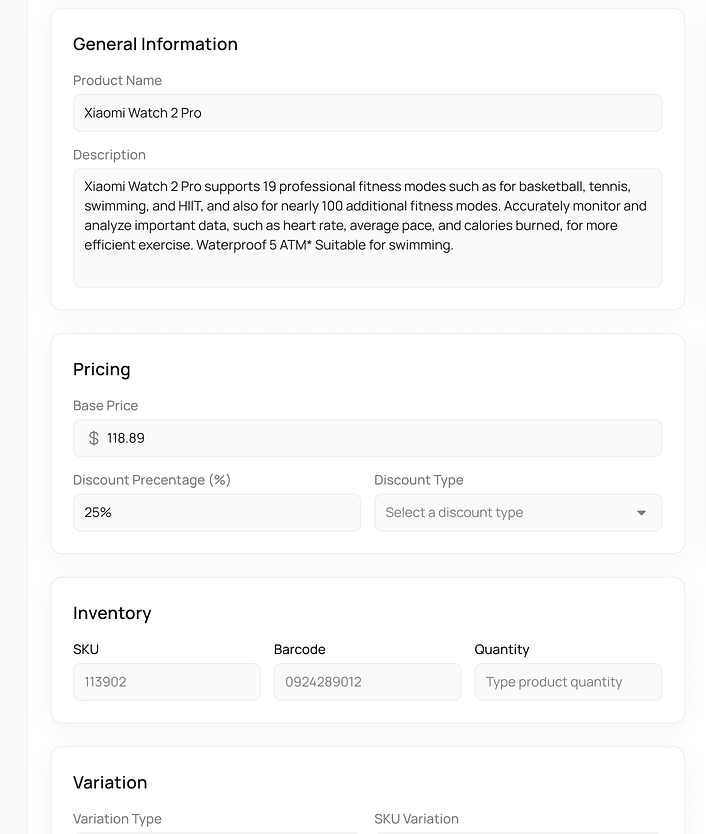 General Information
Product Name
Xiaomi Watch 2 Pro
Description
Xiaomi Watch 2 Pro supports 19 professional fitness modes such as for basketball, tennis,
swimming, and HIIT, and also for nearly 100 additional fitness modes. Accurately monitor and
analyze important data, such as heart rate, average pace, and calories burned, for more
efficient exercise. Waterproof 5 ATM* Suitable for swimming.
Pricing
Base Price
$ 118.89
Discount Precentage (%) Discount Type
25% Select a discount type
Inventory
SKU Barcode Quantity
113902 0924289012 Type product quantity
Variation
Variation Type SKU Variation